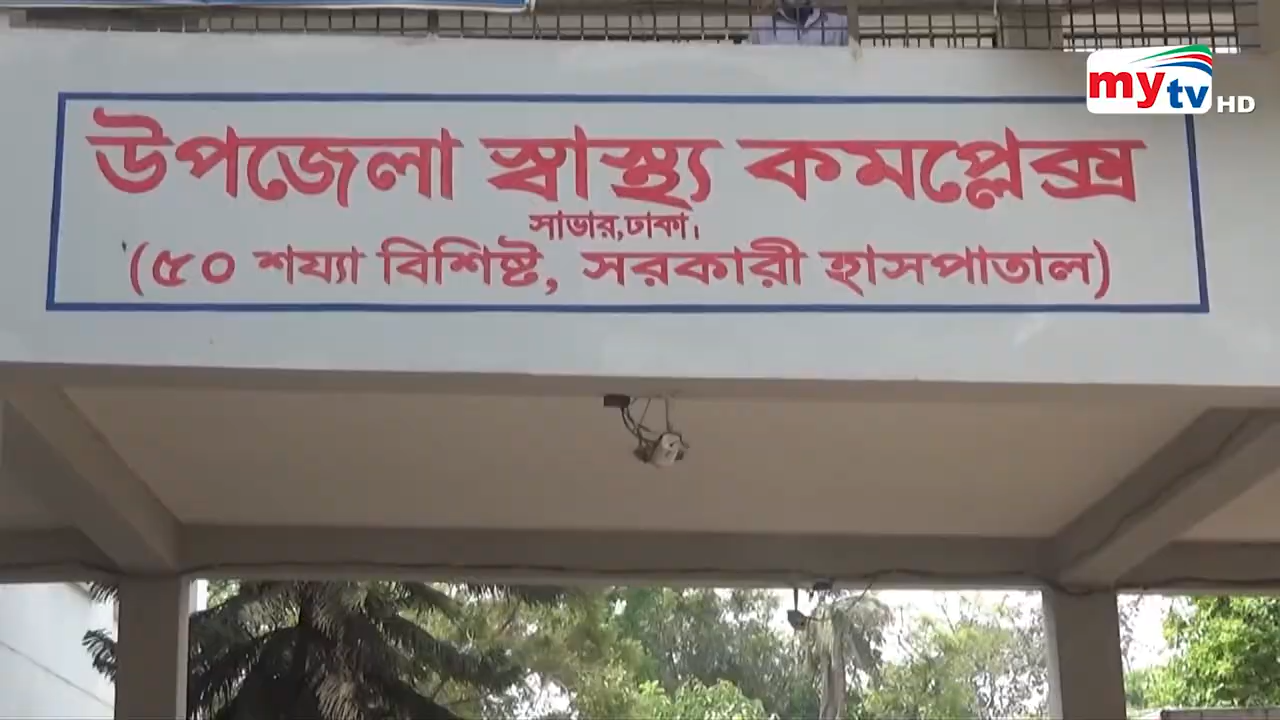 উপজেলা স্বাস্থ্য কমপ্লেক্স
সাভার,ঢাকা।
(৫০ শয্যা বিশিষ্ট, সরকারী হাসপাতাল)
mytv HD